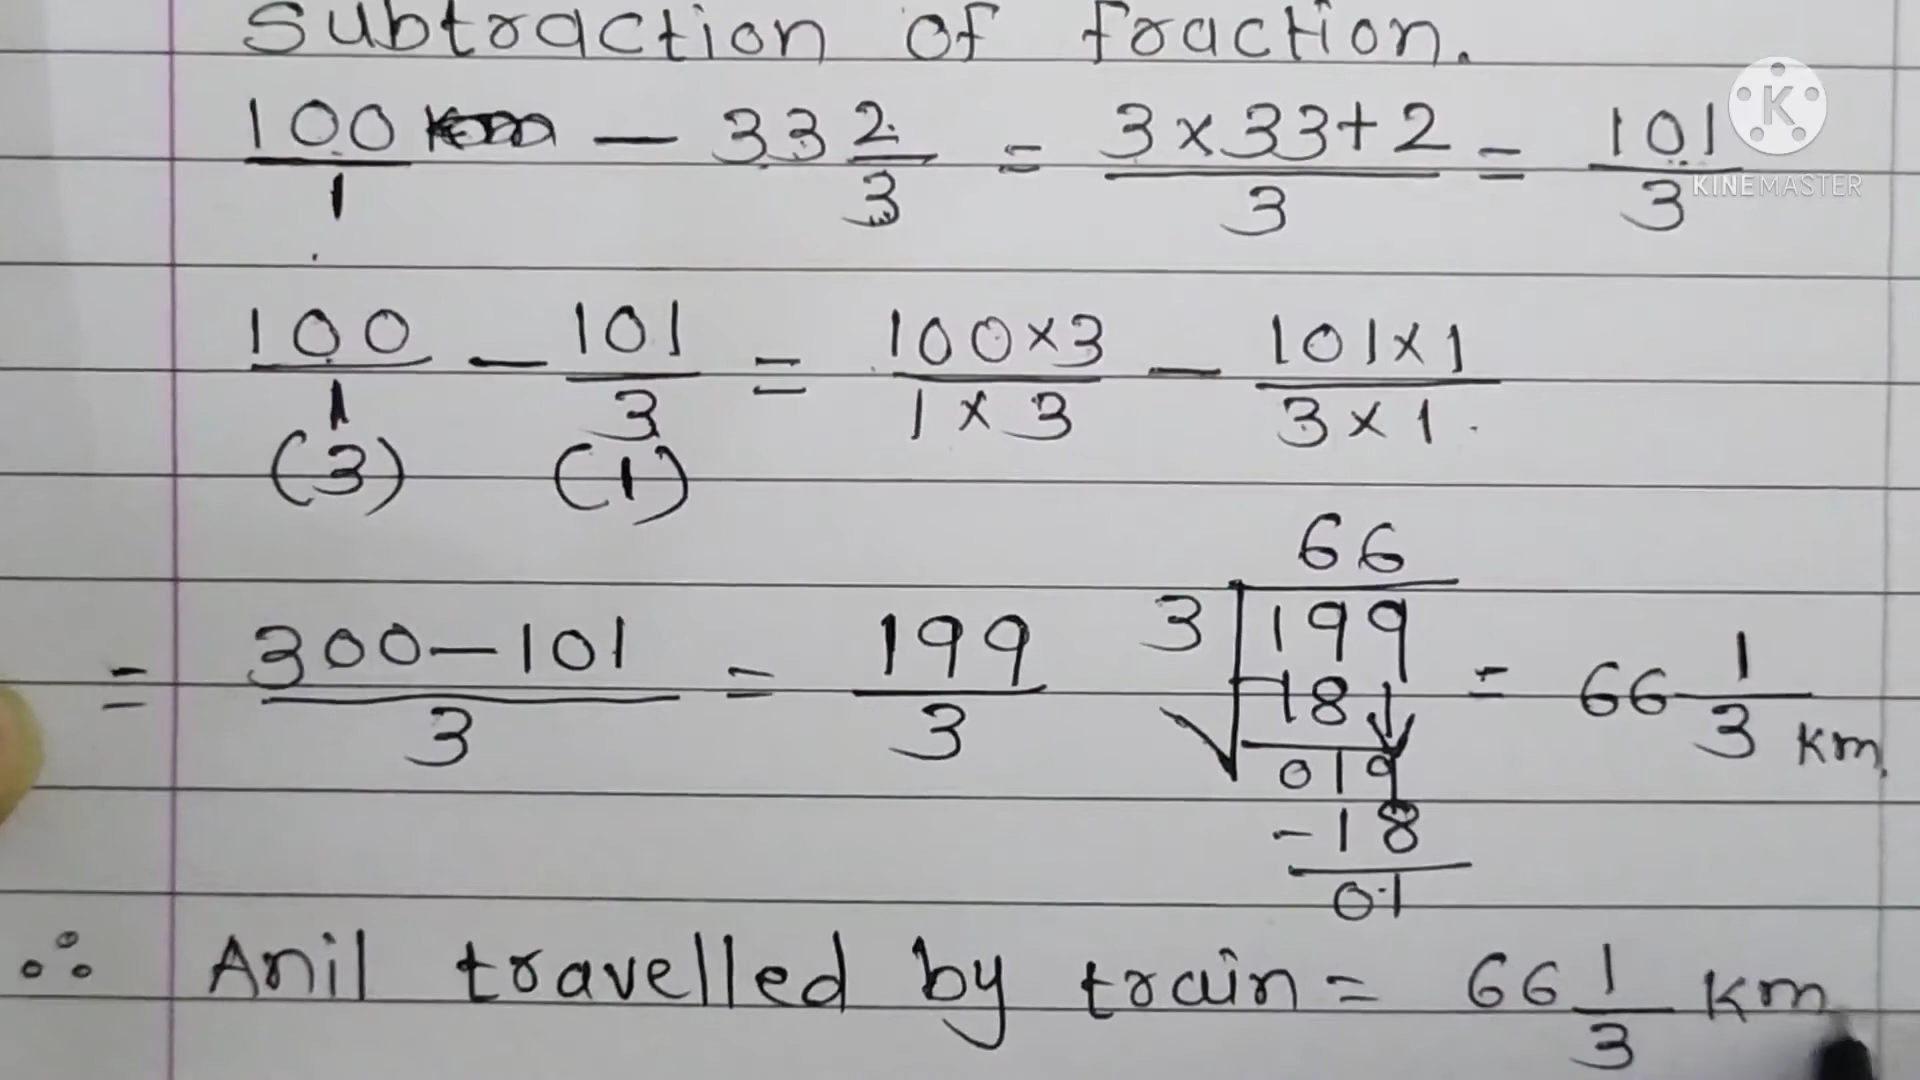 Subtraction of fraction.
100/1 - 33 2/3 = 3×33+2/3 = 101/3
K
KINEMASTER
100/1 - 101/3 = 100×3/1×3 - 101×1/3×1
(3) (1)
66
= 300-101/3 = 199/3 3 199 = 66 1/3 km.
18
019
-18
01
∴ Anil travelled by train = 66 1/3 km